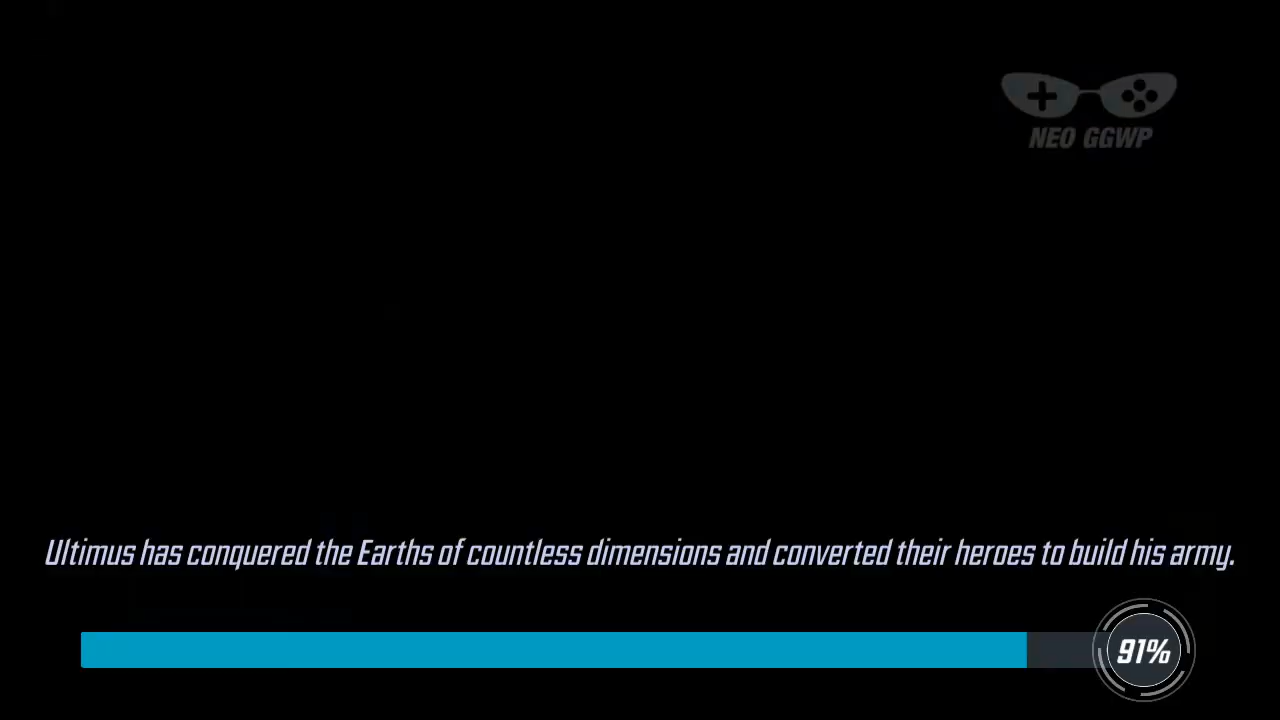 NEO GGWP
Ultimus has conquered the Earths of countless dimensions and converted their heroes to build his army.
91%